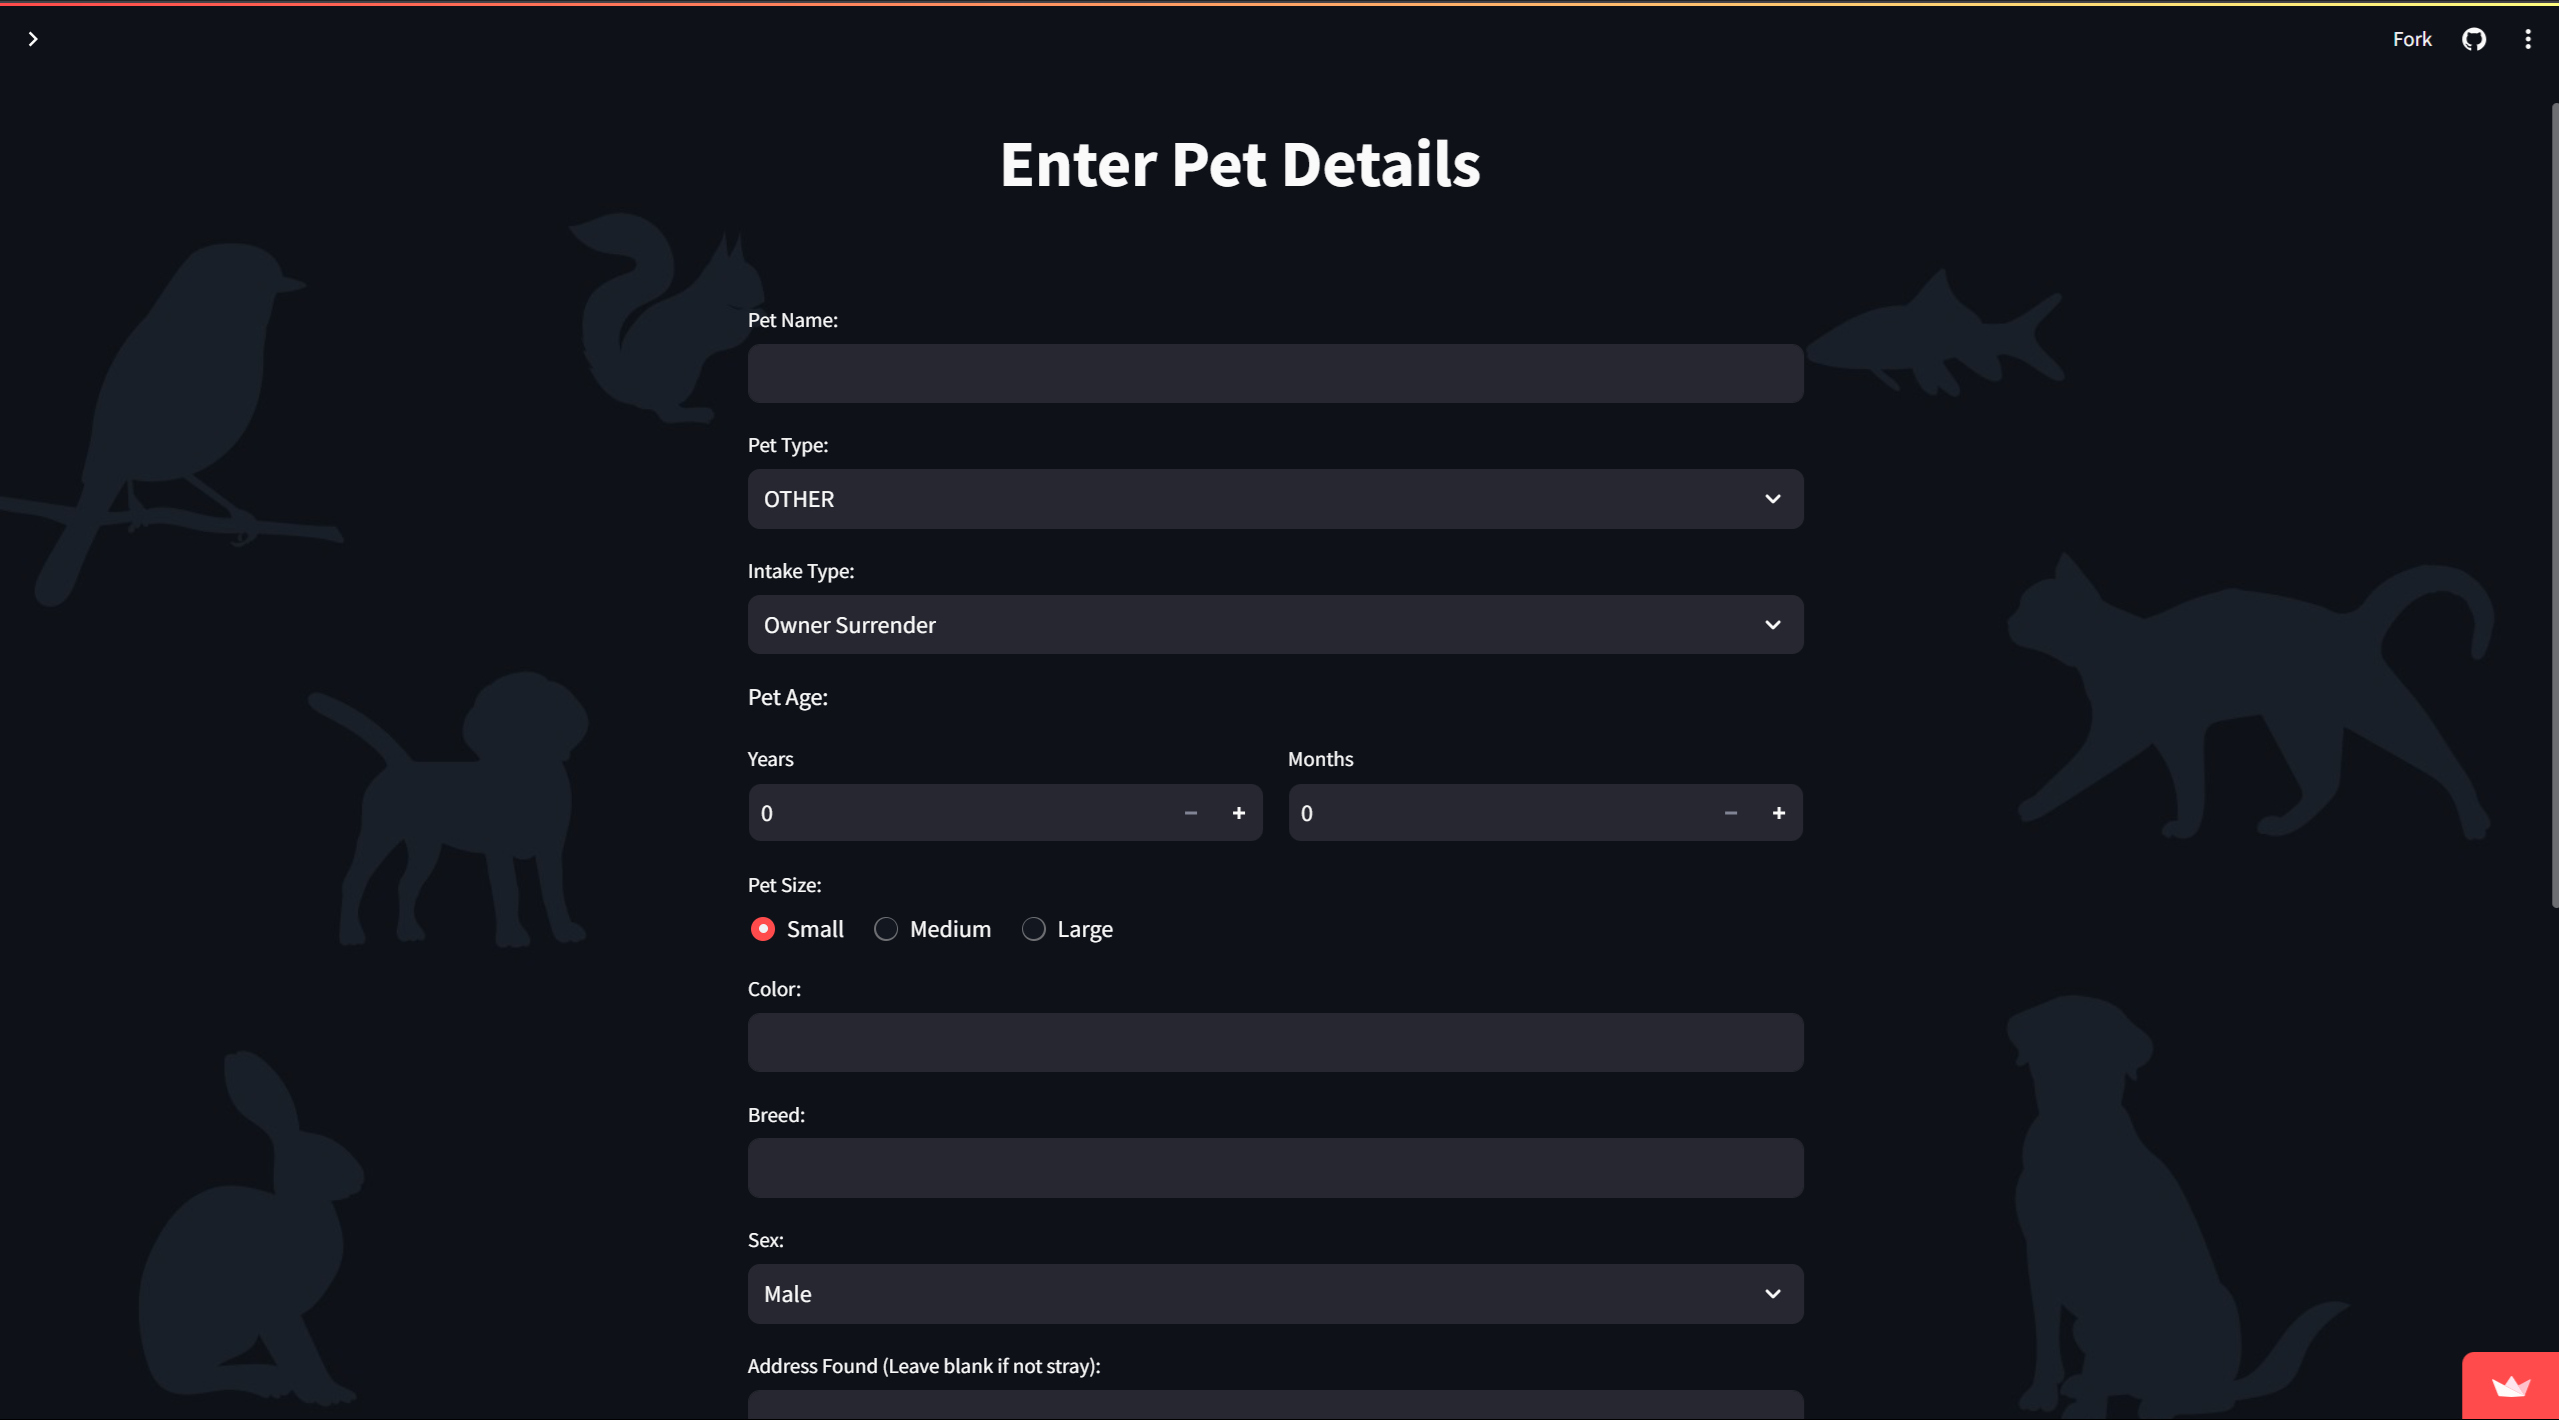 Fork
Enter Pet Details
Pet Name:
Pet Type:
OTHER
Intake Type:
Owner Surrender
Pet Age:
Years
Months
0
0
Pet Size:
Small
Medium
Large
Color:
Breed:
Sex:
Male
Address Found (Leave blank if not stray):